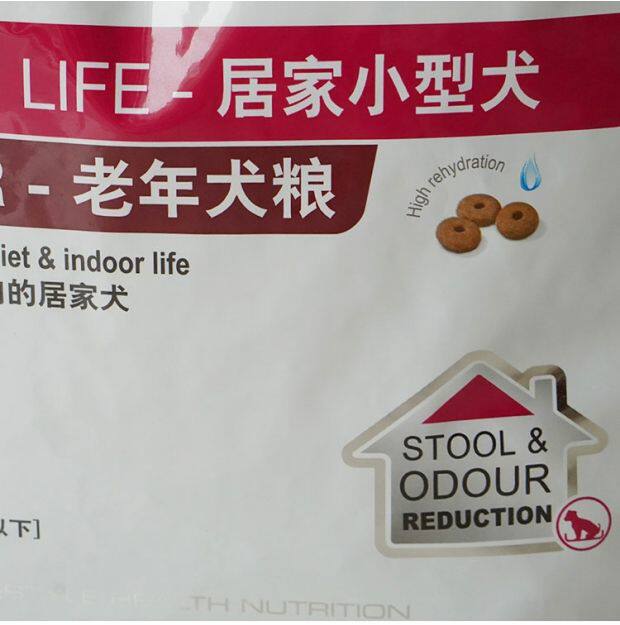 LIFE - 居家小型犬
R - 老年犬粮
High rehydration
iet & indoor life
的居家犬
STOOL &
ODOUR
REDUCTION
以下]
LTH NUTRITION